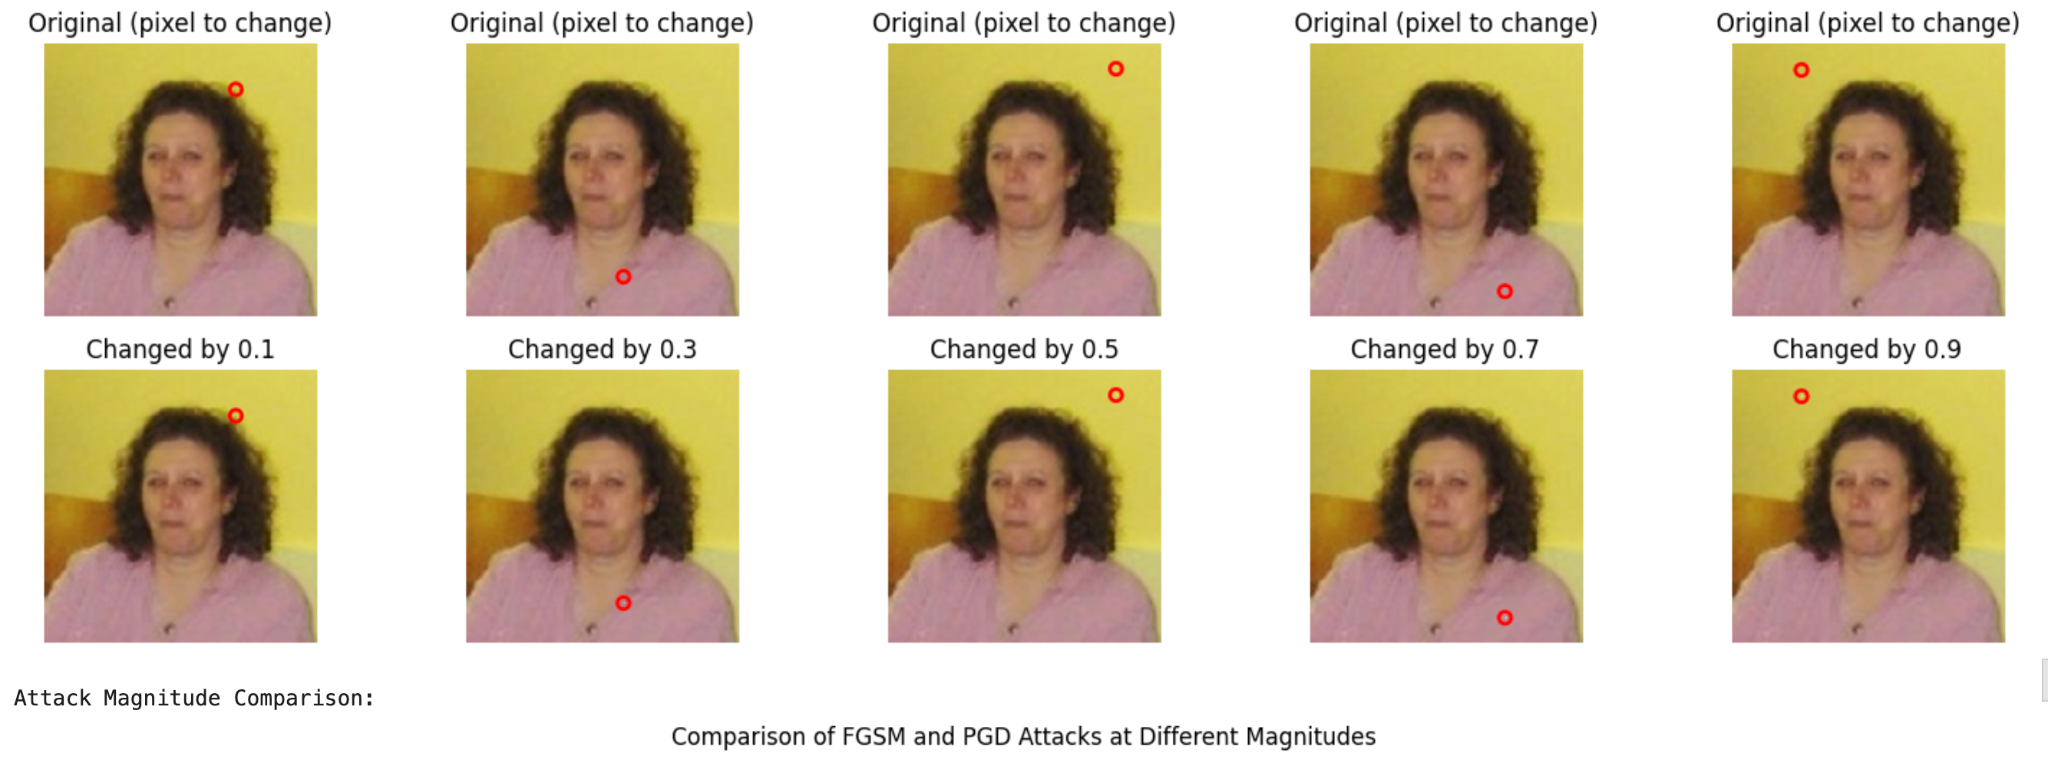 Original (pixel to change) Original (pixel to change) Original (pixel to change) Original (pixel to change) Original (pixel to change)
Changed by 0.1 Changed by 0.3 Changed by 0.5 Changed by 0.7 Changed by 0.9
Attack Magnitude Comparison:
Comparison of FGSM and PGD Attacks at Different Magnitudes